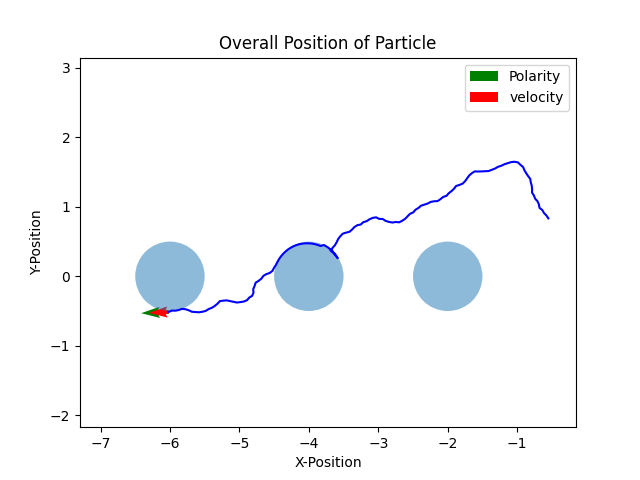 Overall Position of Particle
Polarity
velocity
3
2
1
0
−1
−2
Y-Position
−7 −6 −5 −4 −3 −2 −1
X-Position